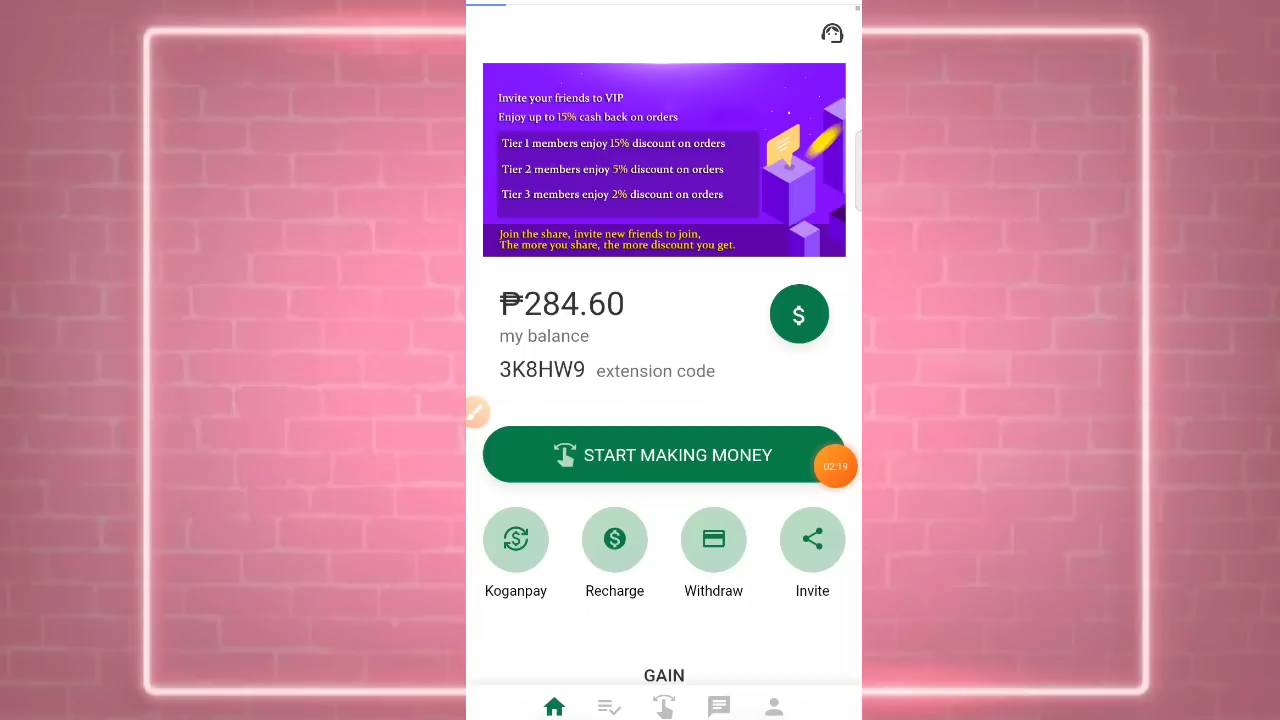 Invite your friends to VIP
Enjoy up to 15% cash back on orders
Tier 1 members enjoy 15% discount on orders
Tier 2 members enjoy 5% discount on orders
Tier 3 members enjoy 2% discount on orders
Join the share, invite new friends to join,
The more you share, the more discount you get.
₱284.60
my balance
3K8HW9 extension code
START MAKING MONEY
02:19
Koganpay Recharge Withdraw Invite
GAIN